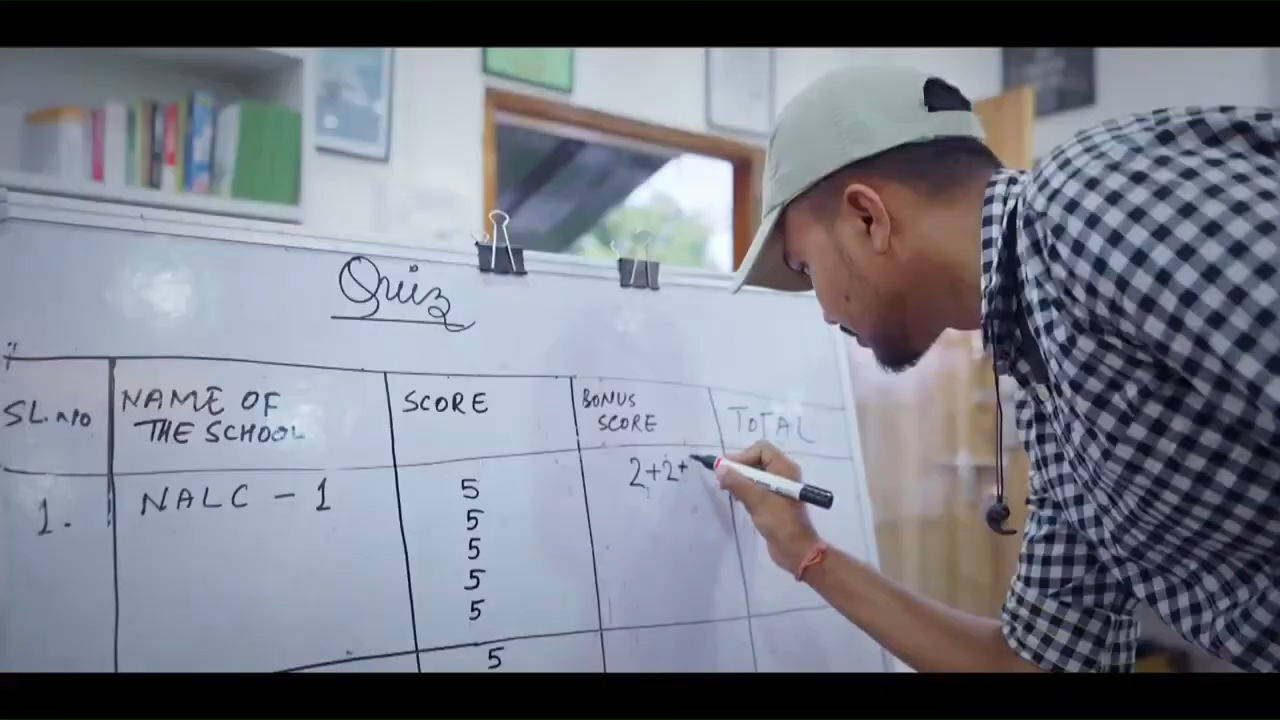 Quiz
SL.no
NAME OF
THE SCHOOL
SCORE
BONUS
SCORE
TOTAL
1.
NALC - 1
5
5
5
5
5
2+2+
5